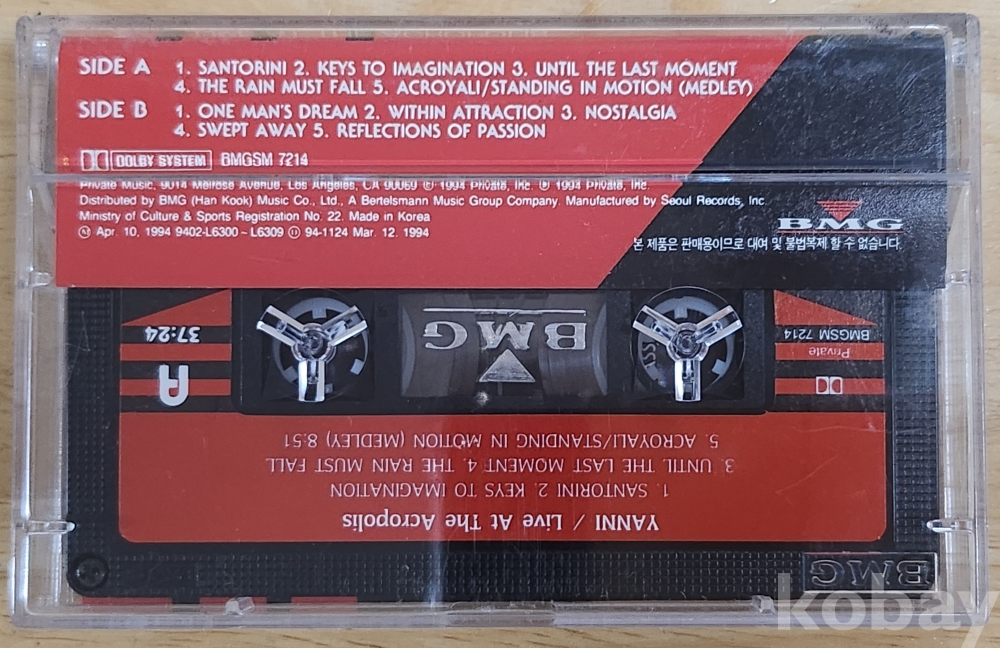 SIDE A 1. SANTORINI 2. KEYS TO IMAGINATION 3. UNTIL THE LAST MOMENT
4. THE RAIN MUST FALL 5. ACROYALI/STANDING IN MOTION (MEDLEY)
SIDE B 1. ONE MAN'S DREAM 2. WITHIN ATTRACTION 3. NOSTALGIA
4. SWEPT AWAY 5. REFLECTIONS OF PASSION
DOLBY SYSTEM BMGSM 7214
Private Music, 9014 Melrose Avenue, Los Angeles, CA 90069 © 1994 Private, Inc. ℗ 1994 Private, Inc.
Distributed by BMG (Han Kook) Music Co., Ltd., A Bertelsmann Music Group Company. Manufactured by Seoul Records, Inc
Ministry of Culture & Sports Registration No. 22. Made in Korea
Ⓜ Apr. 10, 1994 9402-L6300~L6309 94-1124 Mar. 12. 1994
BMG
본 제품은 판매용이므로 대여 및 불법복제 할 수 없습니다.
YANNI / Live At The Acropolis
1. SANTORINI 2. KEYS TO IMAGINATION
3. UNTIL THE LAST MOMENT 4. THE RAIN MUST FALL
5. ACROYALI/STANDING IN MOTION (MEDLEY) 8:51
A
37:24
BMG
Private
BMGSM 7214
BMG
kobay